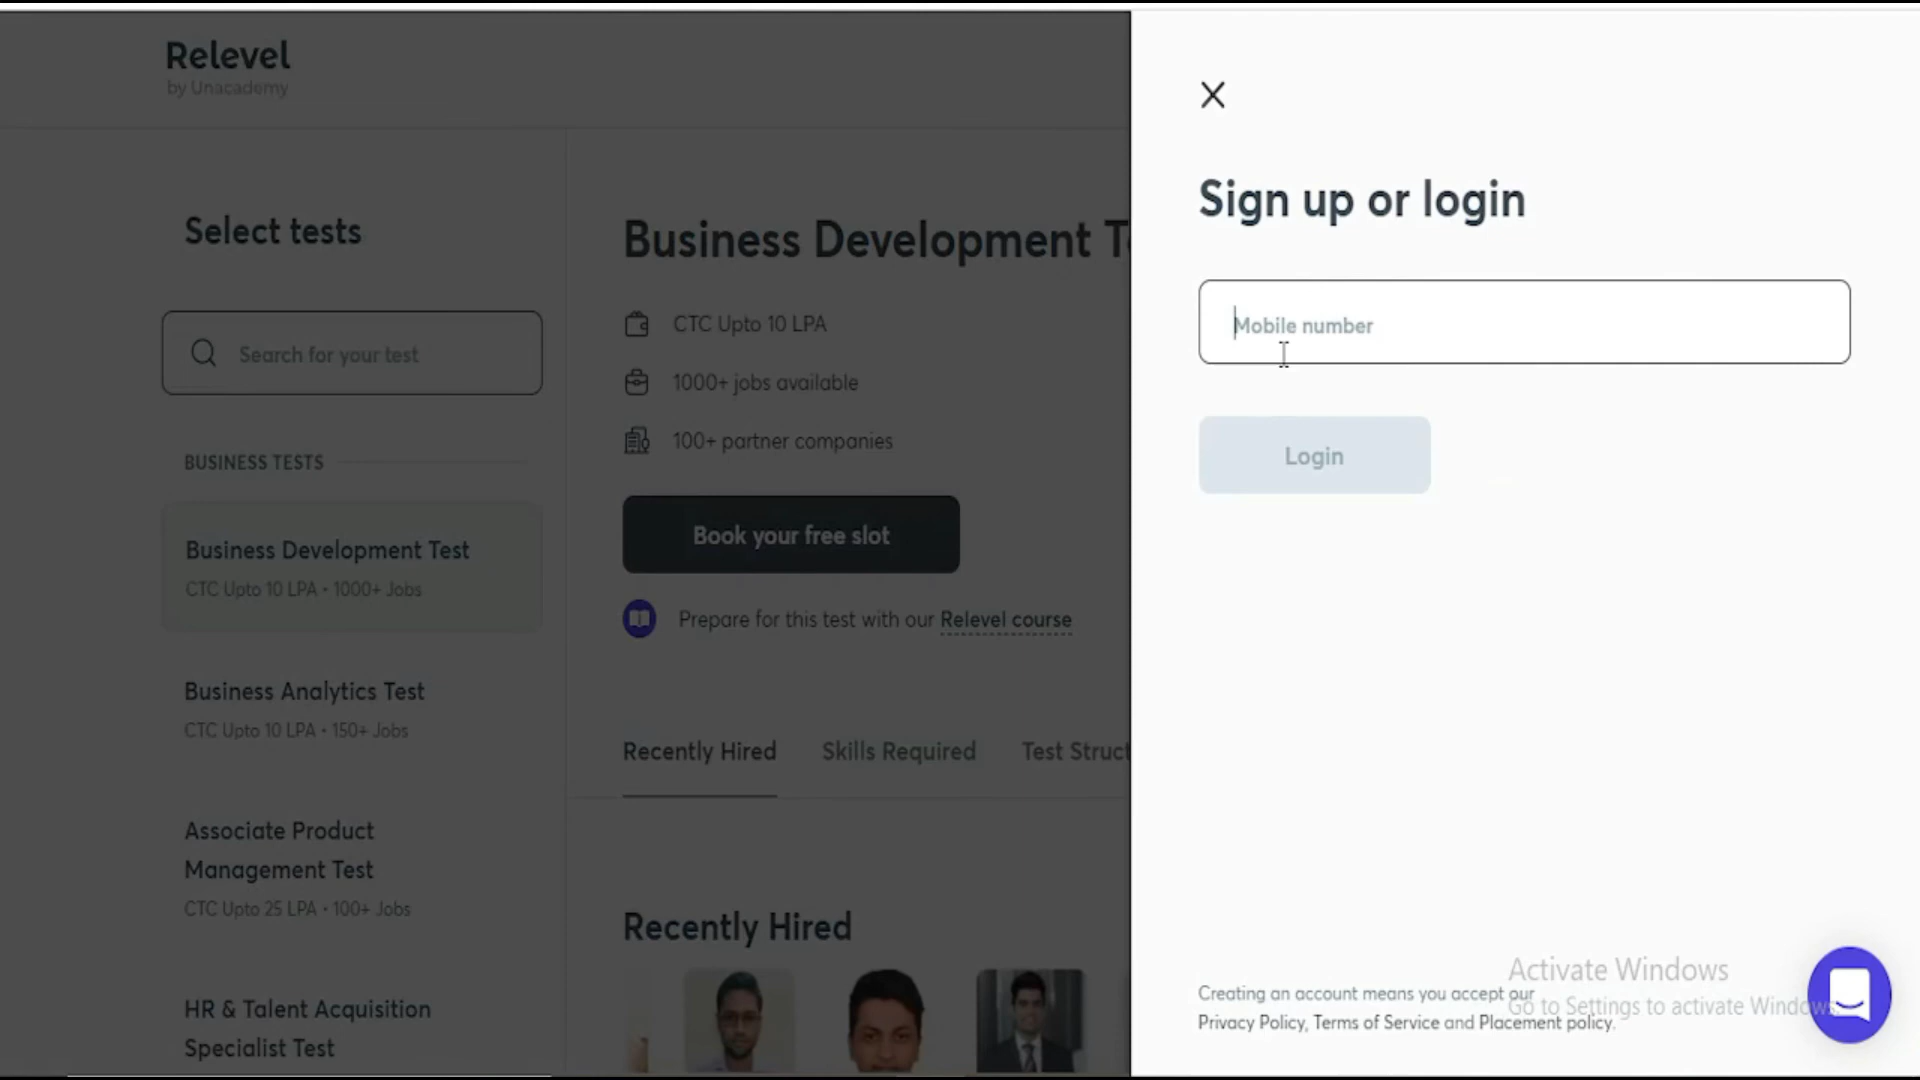 Relevel
by Unacademy
Select tests
Search for your test
BUSINESS TESTS
Business Development Test
CTC Upto 10 LPA • 1000+ Jobs
Business Analytics Test
CTC Upto 10 LPA • 150+ Jobs
Associate Product
Management Test
CTC Upto 25 LPA • 100+ Jobs
HR & Talent Acquisition
Specialist Test
Business Development T
CTC Upto 10 LPA
1000+ jobs available
100+ partner companies
Book your free slot
Prepare for this test with our Relevel course
Recently Hired
Skills Required
Test Struct
Recently Hired
Sign up or login
Mobile number
Login
Creating an account means you accept our
Privacy Policy, Terms of Service and Placement policy.
Activate Windows
Go to Settings to activate Windows.